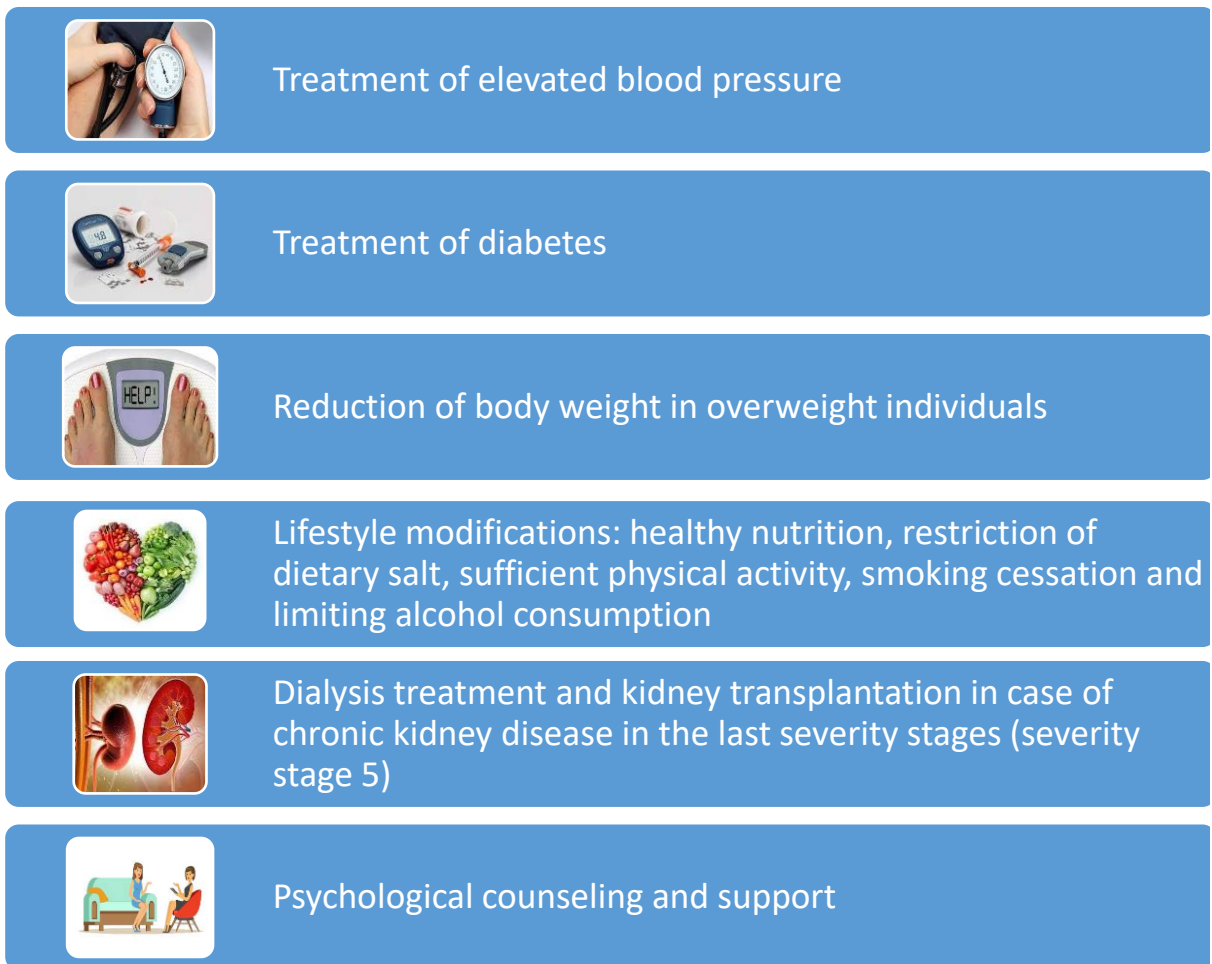 Treatment of elevated blood pressure
4.8
Treatment of diabetes
HELP!
Reduction of body weight in overweight individuals
Lifestyle modifications: healthy nutrition, restriction of
dietary salt, sufficient physical activity, smoking cessation and
limiting alcohol consumption
Dialysis treatment and kidney transplantation in case of
chronic kidney disease in the last severity stages (severity
stage 5)
Psychological counseling and support